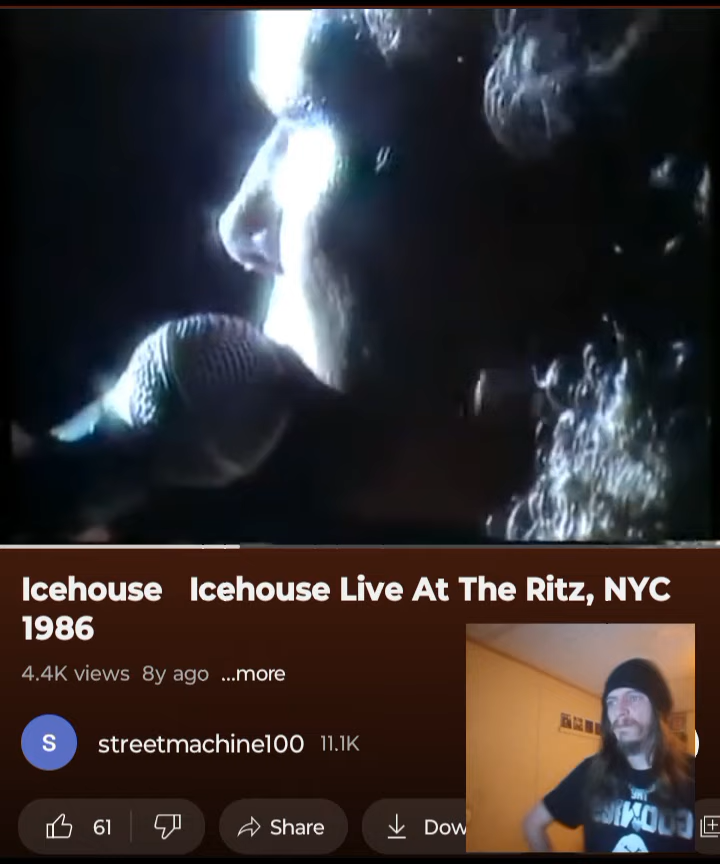 Icehouse Icehouse Live At The Ritz, NYC
1986
4.4K views 8y ago ...more
S streetmachine100 11.1K
61 Share Dow